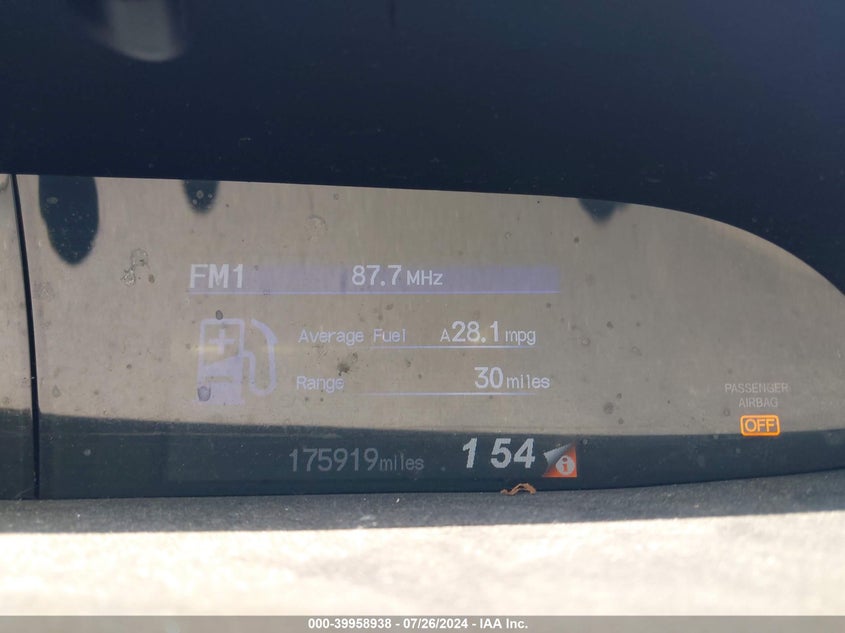 FM1 87.7 MHz
Average Fuel A28.1 mpg
Range 30 miles
PASSENGER
AIRBAG
OFF
175919 miles 1 54 i
000-39958938 - 07/26/2024 - IAA Inc.